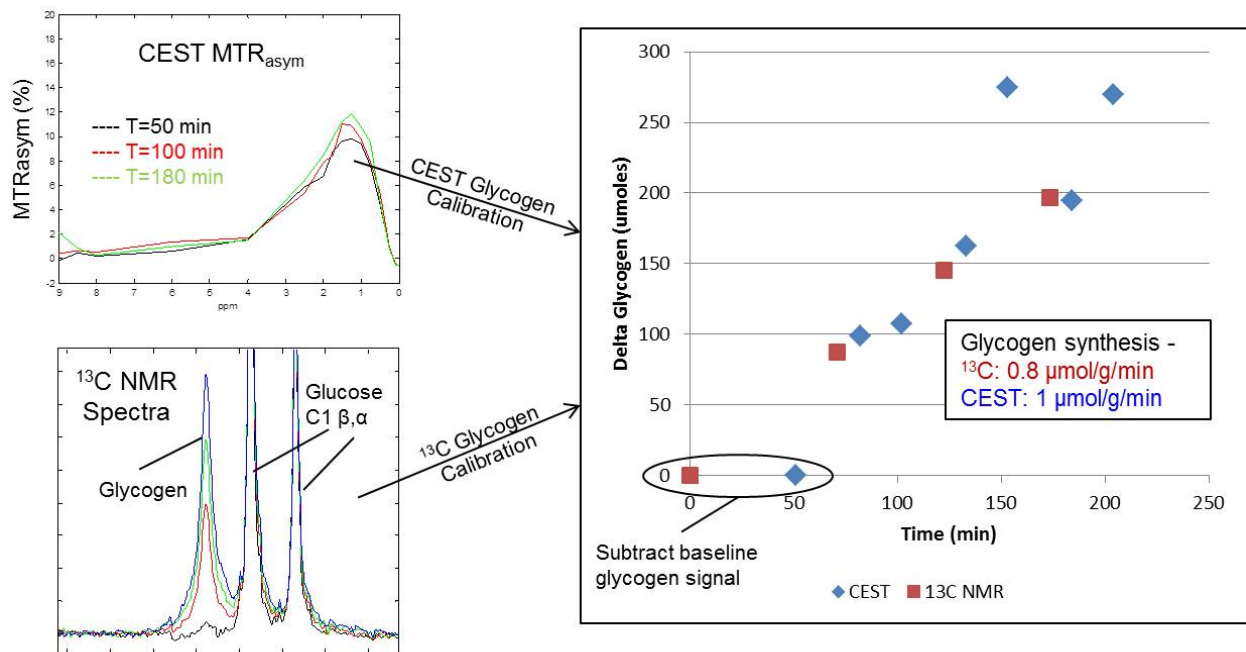 20
18
16
14
12
10
8
6
4
2
0
-2
MTRasym (%)
CEST MTRasym
T=50 min
T=100 min
T=180 min
9 8 7 6 5 4 3 2 1 0
ppm
CEST Glycogen
Calibration
13C NMR
Spectra
Glucose
C1 β,α
Glycogen
13C Glycogen
Calibration
300
250
200
150
100
50
0
Delta Glycogen (umoles)
0 50 100 150 200 250
Time (min)
Glycogen synthesis -
13C: 0.8 µmol/g/min
CEST: 1 µmol/g/min
Subtract baseline
glycogen signal
CEST 13C NMR